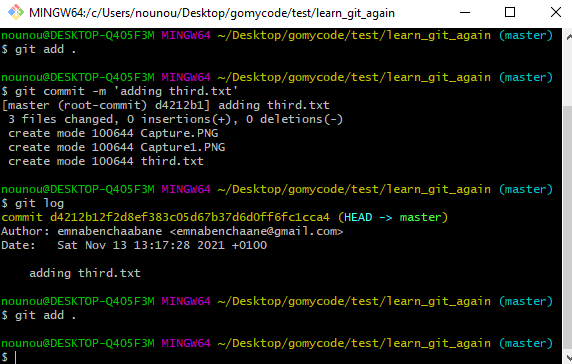 MINGW64:/c/Users/nounou/Desktop/gomycode/test/learn_git_again
nounou@DESKTOP-Q405F3M MINGW64 ~/Desktop/gomycode/test/learn_git_again (master)
$ git add .
nounou@DESKTOP-Q405F3M MINGW64 ~/Desktop/gomycode/test/learn_git_again (master)
$ git commit -m 'adding third.txt'
[master (root-commit) d4212b1] adding third.txt
3 files changed, 0 insertions(+), 0 deletions(-)
create mode 100644 Capture.PNG
create mode 100644 Capture1.PNG
create mode 100644 third.txt
nounou@DESKTOP-Q405F3M MINGW64 ~/Desktop/gomycode/test/learn_git_again (master)
$ git log
commit d4212b12f2d8ef383c05d67b37d6d0ff6fc1cca4 (HEAD -> master)
Author: emnabenchaabane <emnabenchaane@gmail.com>
Date:   Sat Nov 13 13:17:28 2021 +0100
adding third.txt
nounou@DESKTOP-Q405F3M MINGW64 ~/Desktop/gomycode/test/learn_git_again (master)
$ git add .
nounou@DESKTOP-Q405F3M MINGW64 ~/Desktop/gomycode/test/learn_git_again (master)
$